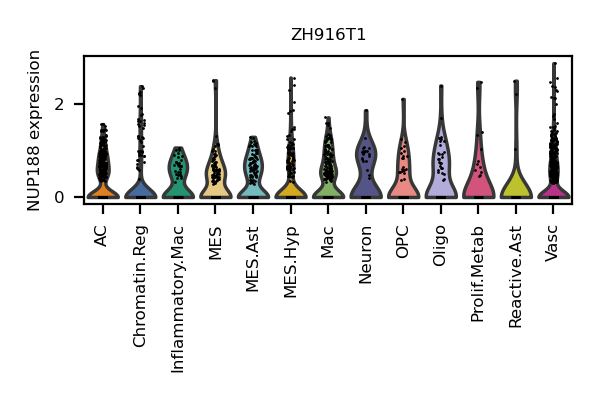 ZH916T1
NUP188 expression
2
0
AC
Chromatin.Reg
Inflammatory.Mac
MES
MES.Ast
MES.Hyp
Mac
Neuron
OPC
Oligo
Prolif.Metab
Reactive.Ast
Vasc